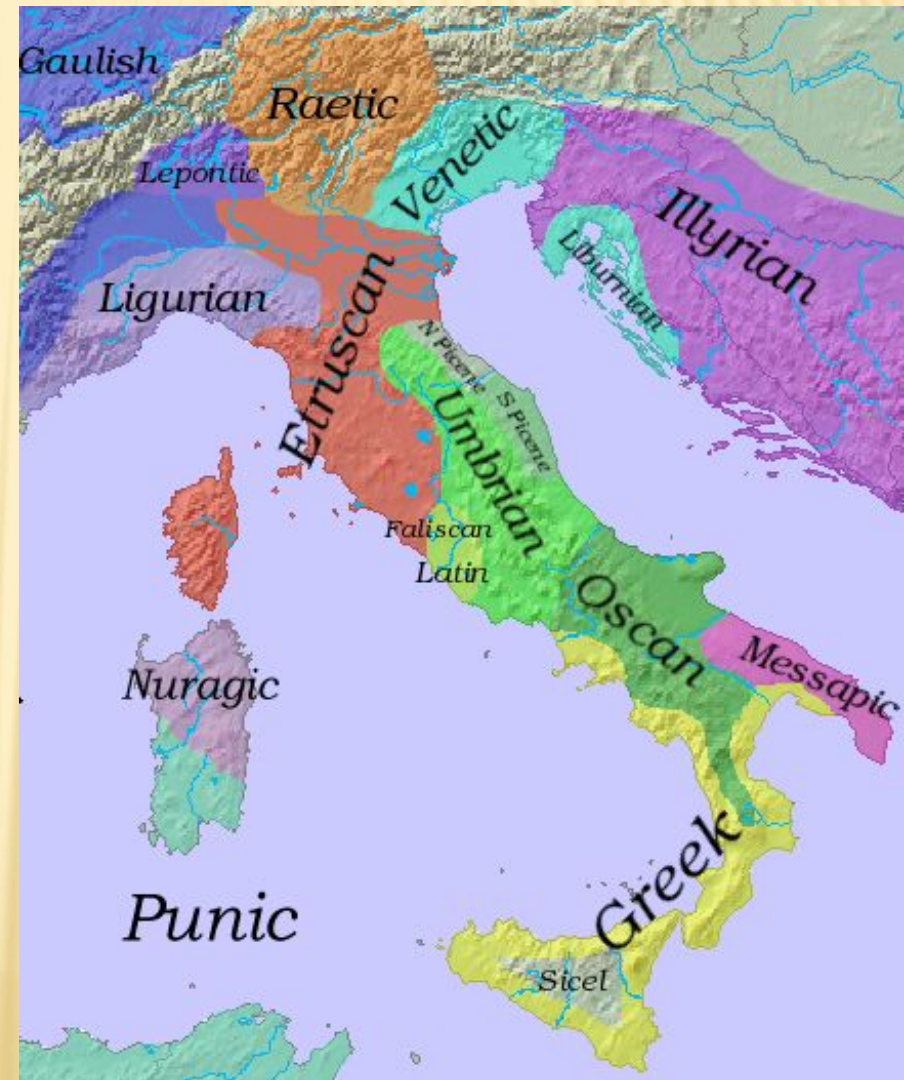 Gaulish
Raetic
Venetic
Lepontic
Illyrian
Liburnian
Ligurian
Etruscan
N Picene
S Picene
Umbrian
Faliscan
Latin
Oscan
Messapic
Nuragic
Greek
Punic
Sicel